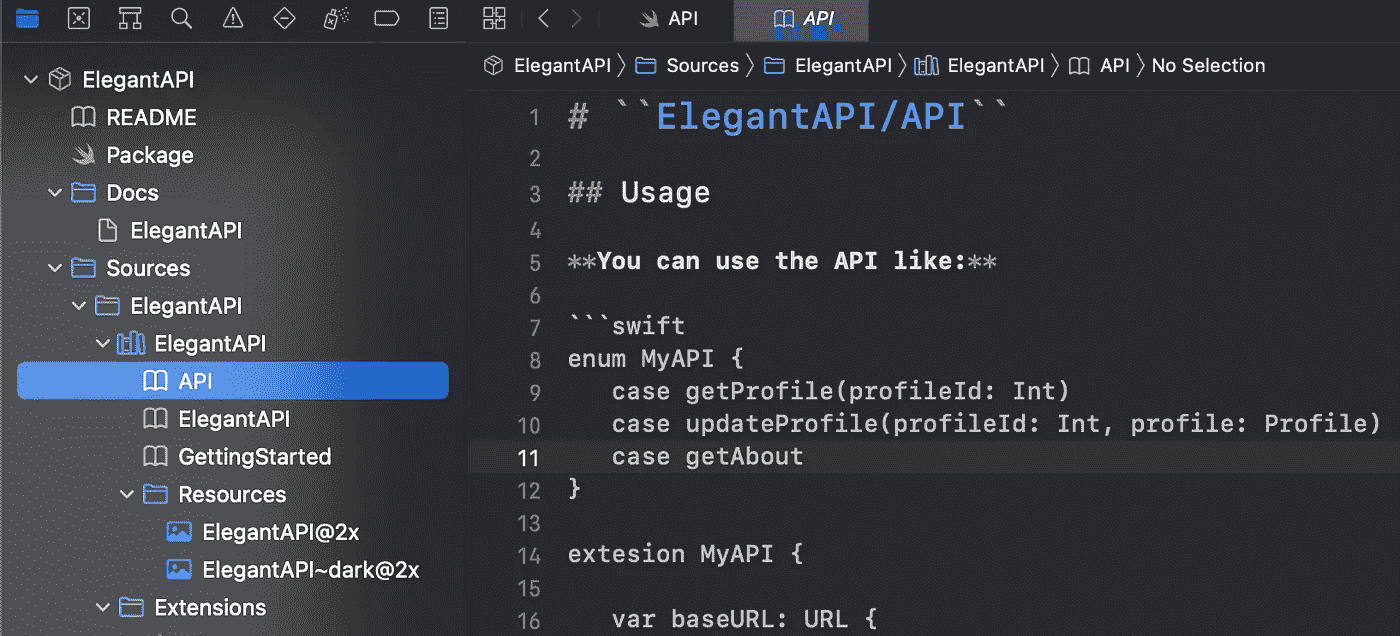 API
API
ElegantAPI
README
Package
Docs
ElegantAPI
Sources
ElegantAPI
ElegantAPI
API
ElegantAPI
GettingStarted
Resources
ElegantAPI@2x
ElegantAPI~dark@2x
Extensions
ElegantAPI Sources ElegantAPI ElegantAPI API No Selection
1 # ``ElegantAPI/API``
2
3 ## Usage
4
5 **You can use the API like:**
6
7 ```swift
8 enum MyAPI {
9 case getProfile(profileId: Int)
10 case updateProfile(profileId: Int, profile: Profile)
11 case getAbout
12 }
13
14 extesion MyAPI {
15
16 var baseURL: URL {